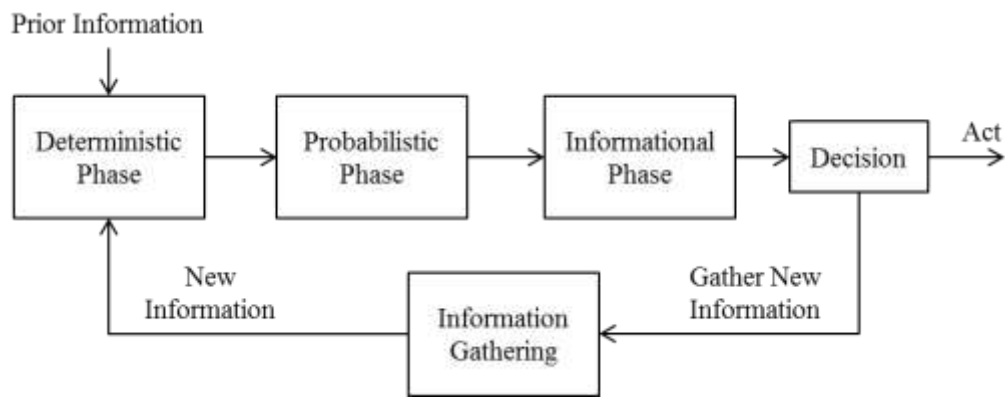 Prior Information
Deterministic
Phase
Probabilistic
Phase
Informational
Phase
Decision
Act
New
Information
Information
Gathering
Gather New
Information